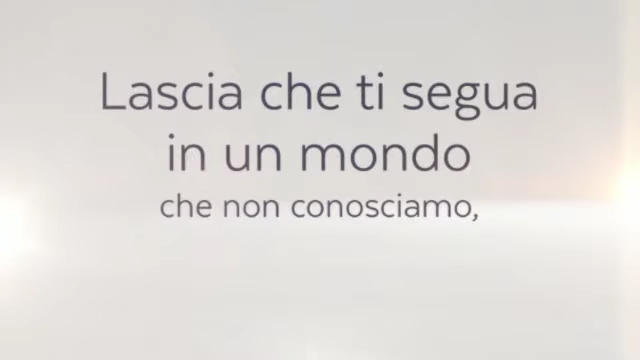 Lascia che ti segua
in un mondo
che non conosciamo,